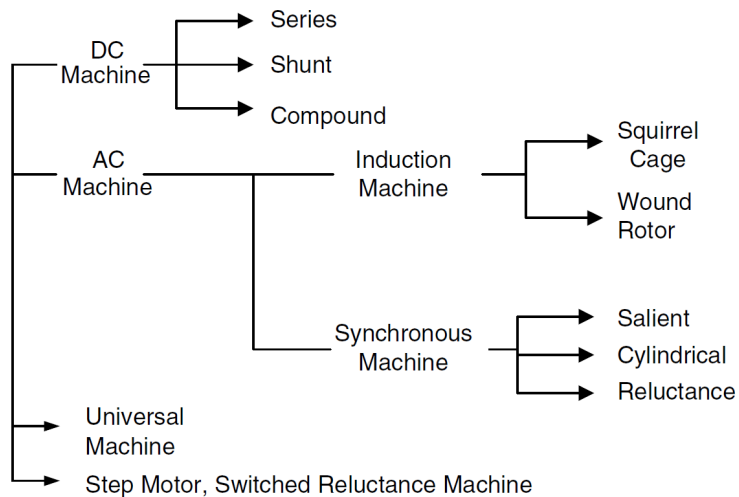 Series
DC
Machine
Shunt
Compound
AC
Machine
Induction
Machine
Squirrel
Cage
Wound
Rotor
Synchronous
Machine
Salient
Cylindrical
Reluctance
Universal
Machine
Step Motor, Switched Reluctance Machine